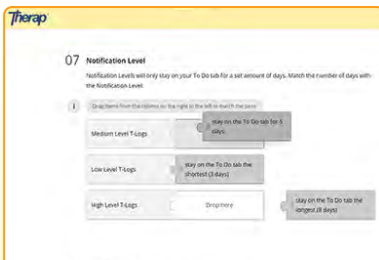 Therap
07 Notification Level
Notification Levels will only stay on your To Do tab for a set amount of days. Match the number of days with
the Notification Level.
i Drag items from the column on the right to the left to match the pairs
Medium Level T-Logs
stay on the To Do tab for 5
days.
Low Level T-Logs
stay on the To Do tab the
shortest (3 days)
High Level T-Logs
Drop here
stay on the To Do tab the
longest (8 days)